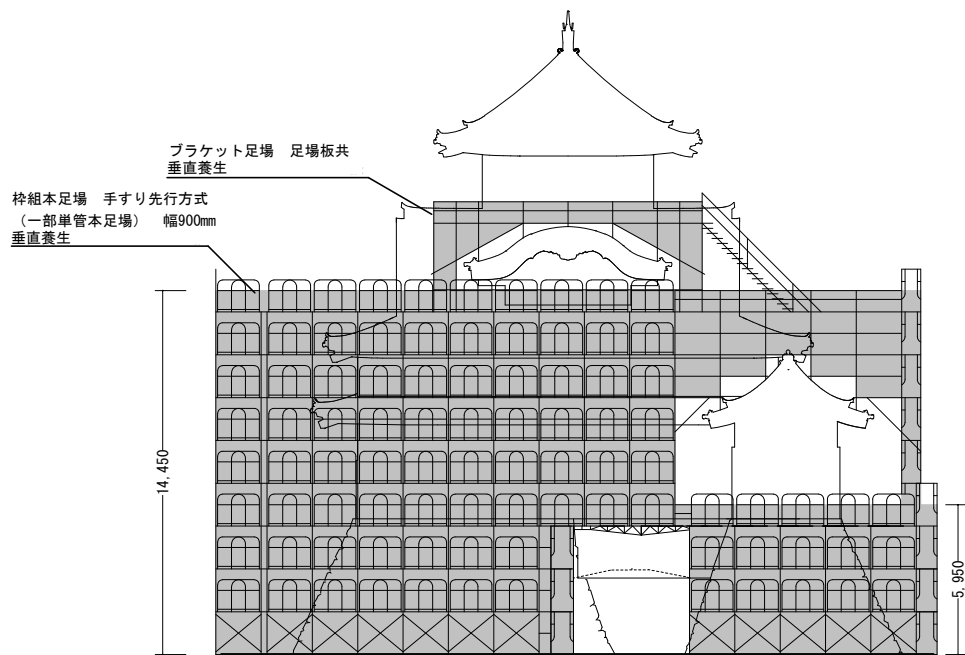 ブラケット足場 足場板共
垂直養生
枠組本足場 手すり先行方式
(一部単管本足場) 幅900mm
垂直養生
14,450
5,950